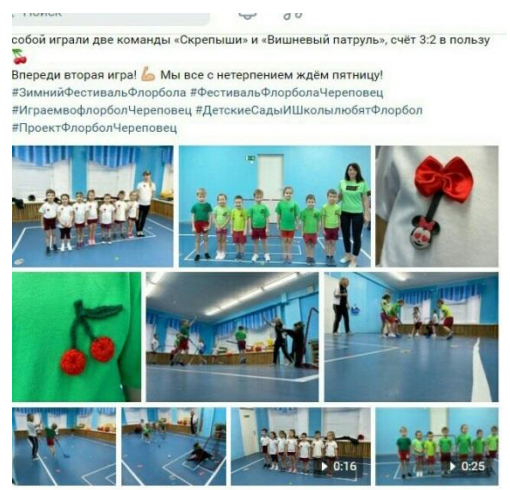 Поиск
собой играли две команды «Скрепыши» и «Вишневый патруль», счёт 3:2 в пользу
Впереди вторая игра! Мы все с нетерпением ждём пятницу!
#ЗимнийФестивальФлорбола #ФестивальФлорболаЧереповец
#ИграемвофлорболЧереповец #ДетскиеСадыИШколылюбятФлорбол
#ПроектФлорболЧереповец
0:16
0:25